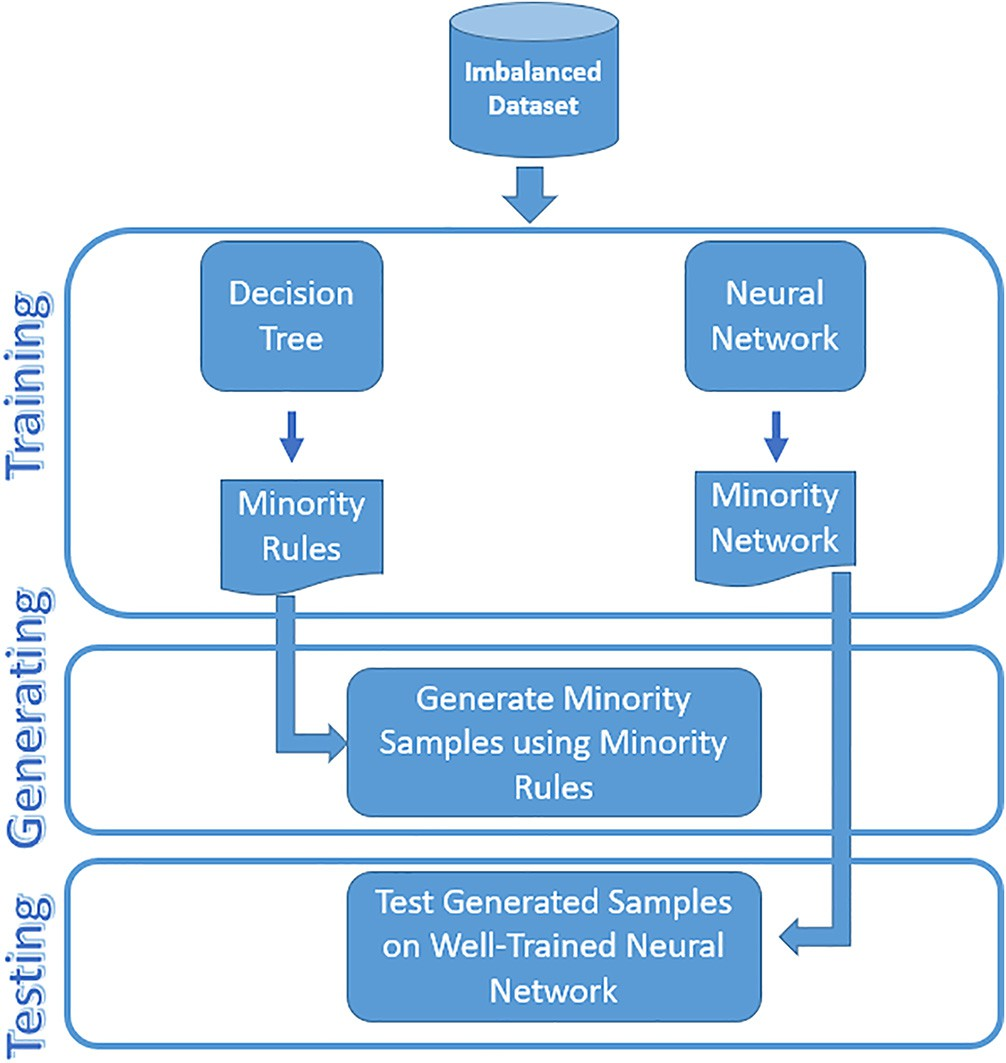 Imbalanced
Dataset
Training
Decision
Tree
Neural
Network
Minority
Rules
Minority
Network
Generating
Generate Minority
Samples using Minority
Rules
Testing
Test Generated Samples
on Well-Trained Neural
Network